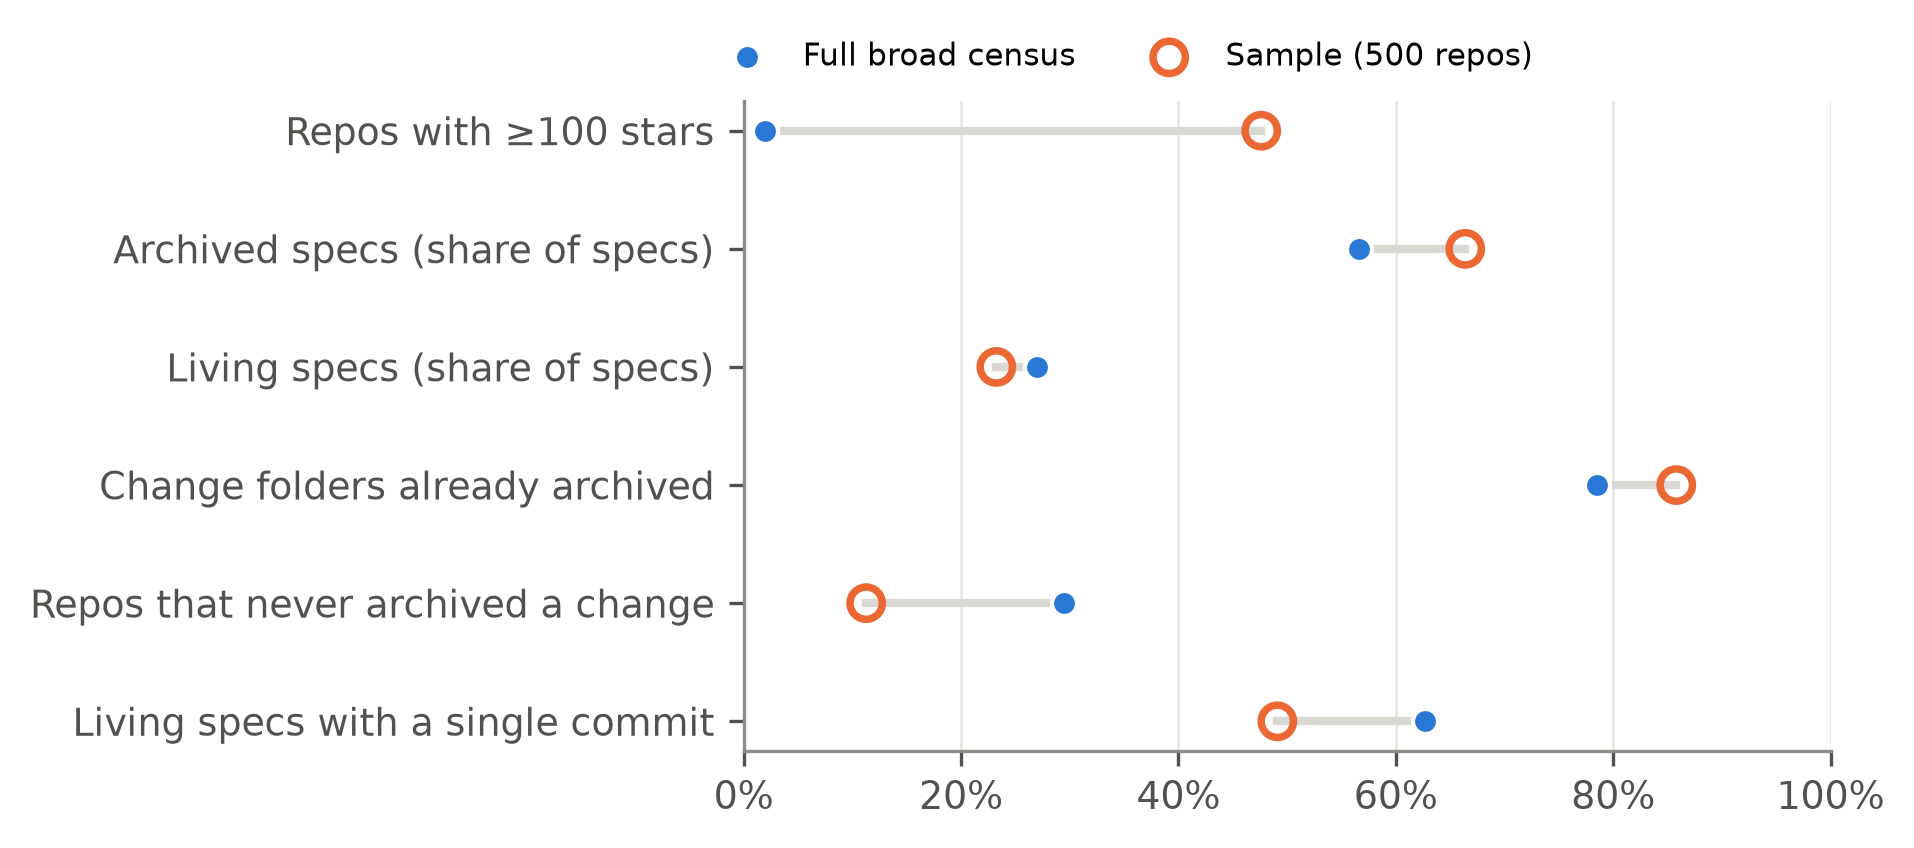 Full broad census Sample (500 repos)
Repos with ≥100 stars
Archived specs (share of specs)
Living specs (share of specs)
Change folders already archived
Repos that never archived a change
Living specs with a single commit
0% 20% 40% 60% 80% 100%